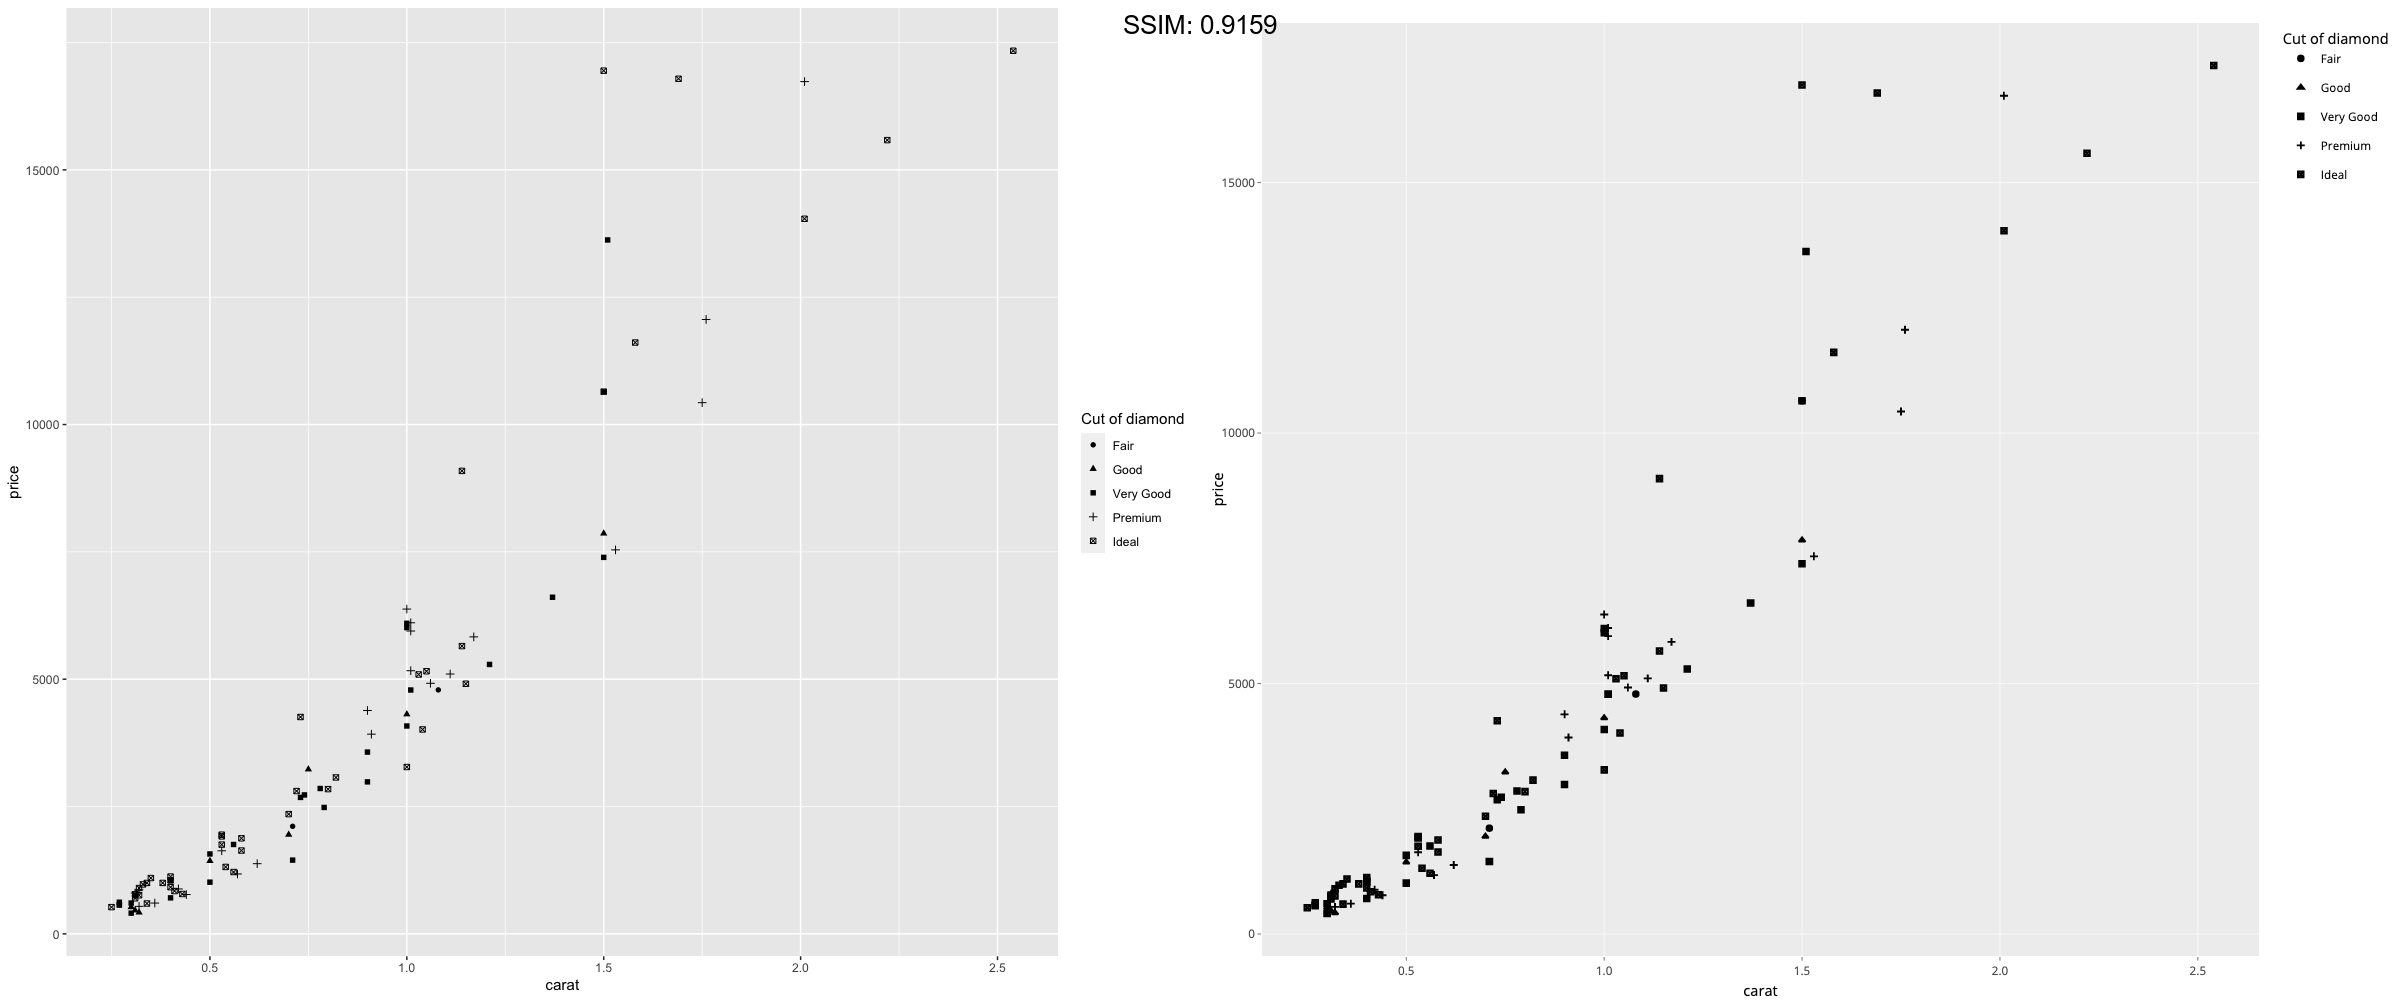 SSIM: 0.9159
15000
10000
5000
0
price
0.5 1.0 1.5 2.0 2.5
carat
Cut of diamond
Fair
Good
Very Good
Premium
Ideal
15000
10000
5000
0
price
0.5 1.0 1.5 2.0 2.5
carat
Cut of diamond
Fair
Good
Very Good
Premium
Ideal